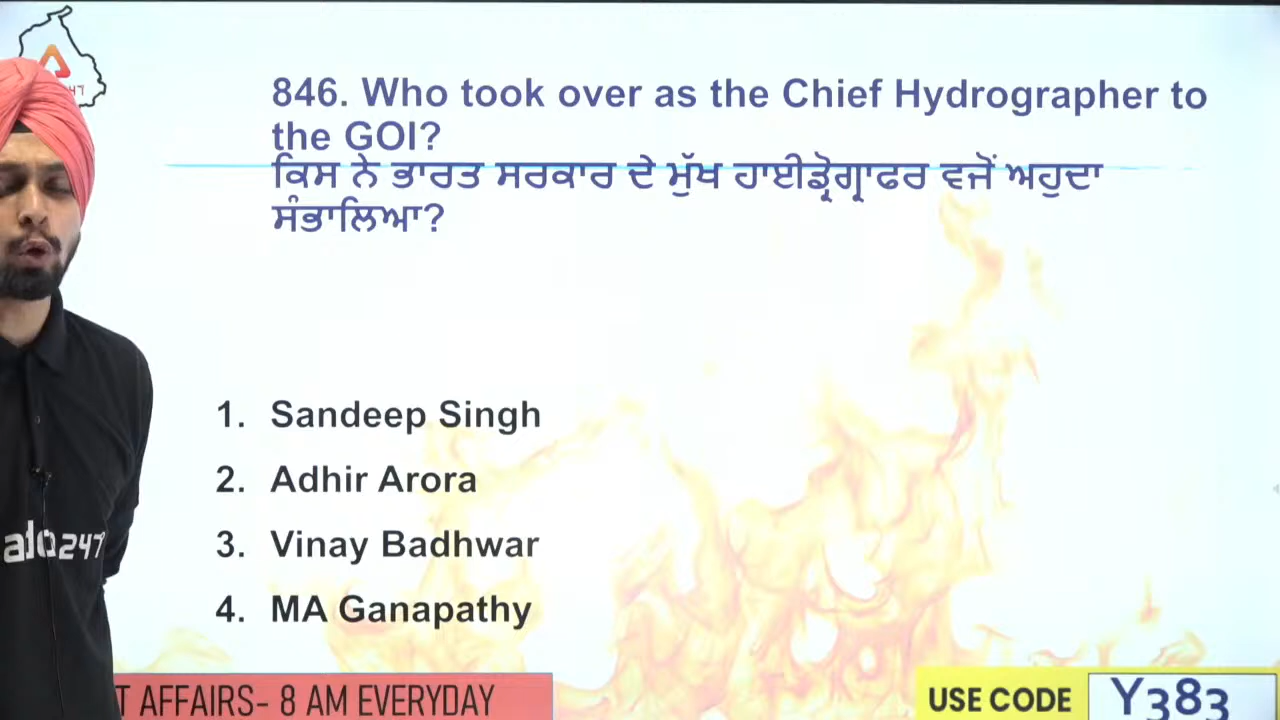 846. Who took over as the Chief Hydrographer to
the GOI?
ਕਿਸ ਨੇ ਭਾਰਤ ਸਰਕਾਰ ਦੇ ਮੁੱਖ ਹਾਈਡ੍ਰੋਗ੍ਰਾਫਰ ਵਜੋਂ ਅਹੁਦਾ
ਸੰਭਾਲਿਆ?
1. Sandeep Singh
2. Adhir Arora
3. Vinay Badhwar
4. MA Ganapathy
247
T AFFAIRS- 8 AM EVERYDAY
USE CODE
Y383